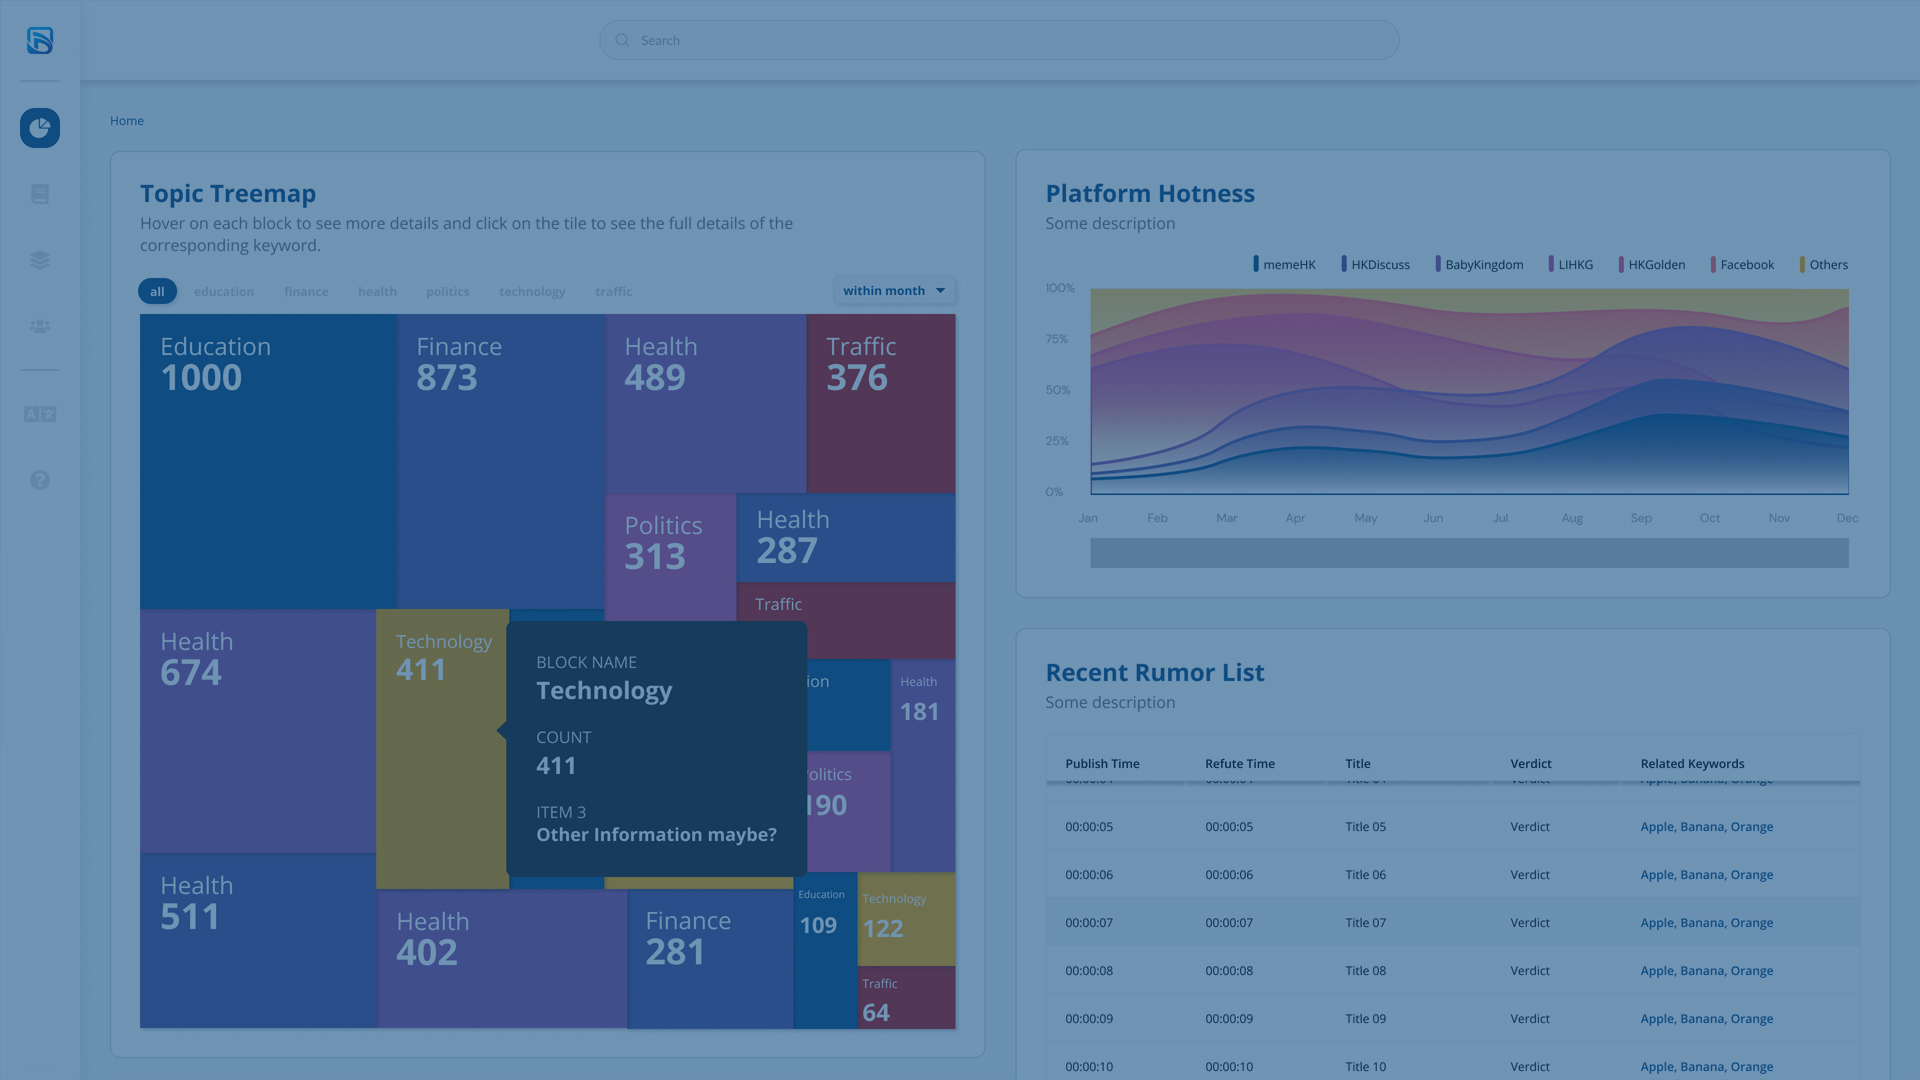 Search
Home
Topic Treemap
Hover on each block to see more details and click on the tile to see the full details of the
corresponding keyword.
all education finance health politics technology traffic
within month
Education
1000
Finance
873
Health
489
Traffic
376
Politics
313
Health
287
Traffic
Health
674
Technology
411
BLOCK NAME
Technology
COUNT
411
ITEM 3
Other Information maybe?
ion
Health
181
olitics
190
Health
511
Health
402
Finance
281
Education
109
Technology
122
Traffic
64
Platform Hotness
Some description
memeHK HKDiscuss BabyKingdom LIHKG HKGolden Facebook Others
100%
75%
50%
25%
0%
Jan Feb Mar Apr May Jun Jul Aug Sep Oct Nov Dec
Recent Rumor List
Some description
Publish Time Refute Time Title Verdict Related Keywords
00:00:05 00:00:05 Title 05 Verdict Apple, Banana, Orange
00:00:06 00:00:06 Title 06 Verdict Apple, Banana, Orange
00:00:07 00:00:07 Title 07 Verdict Apple, Banana, Orange
00:00:08 00:00:08 Title 08 Verdict Apple, Banana, Orange
00:00:09 00:00:09 Title 09 Verdict Apple, Banana, Orange
00:00:10 00:00:10 Title 10 Verdict Apple, Banana, Orange